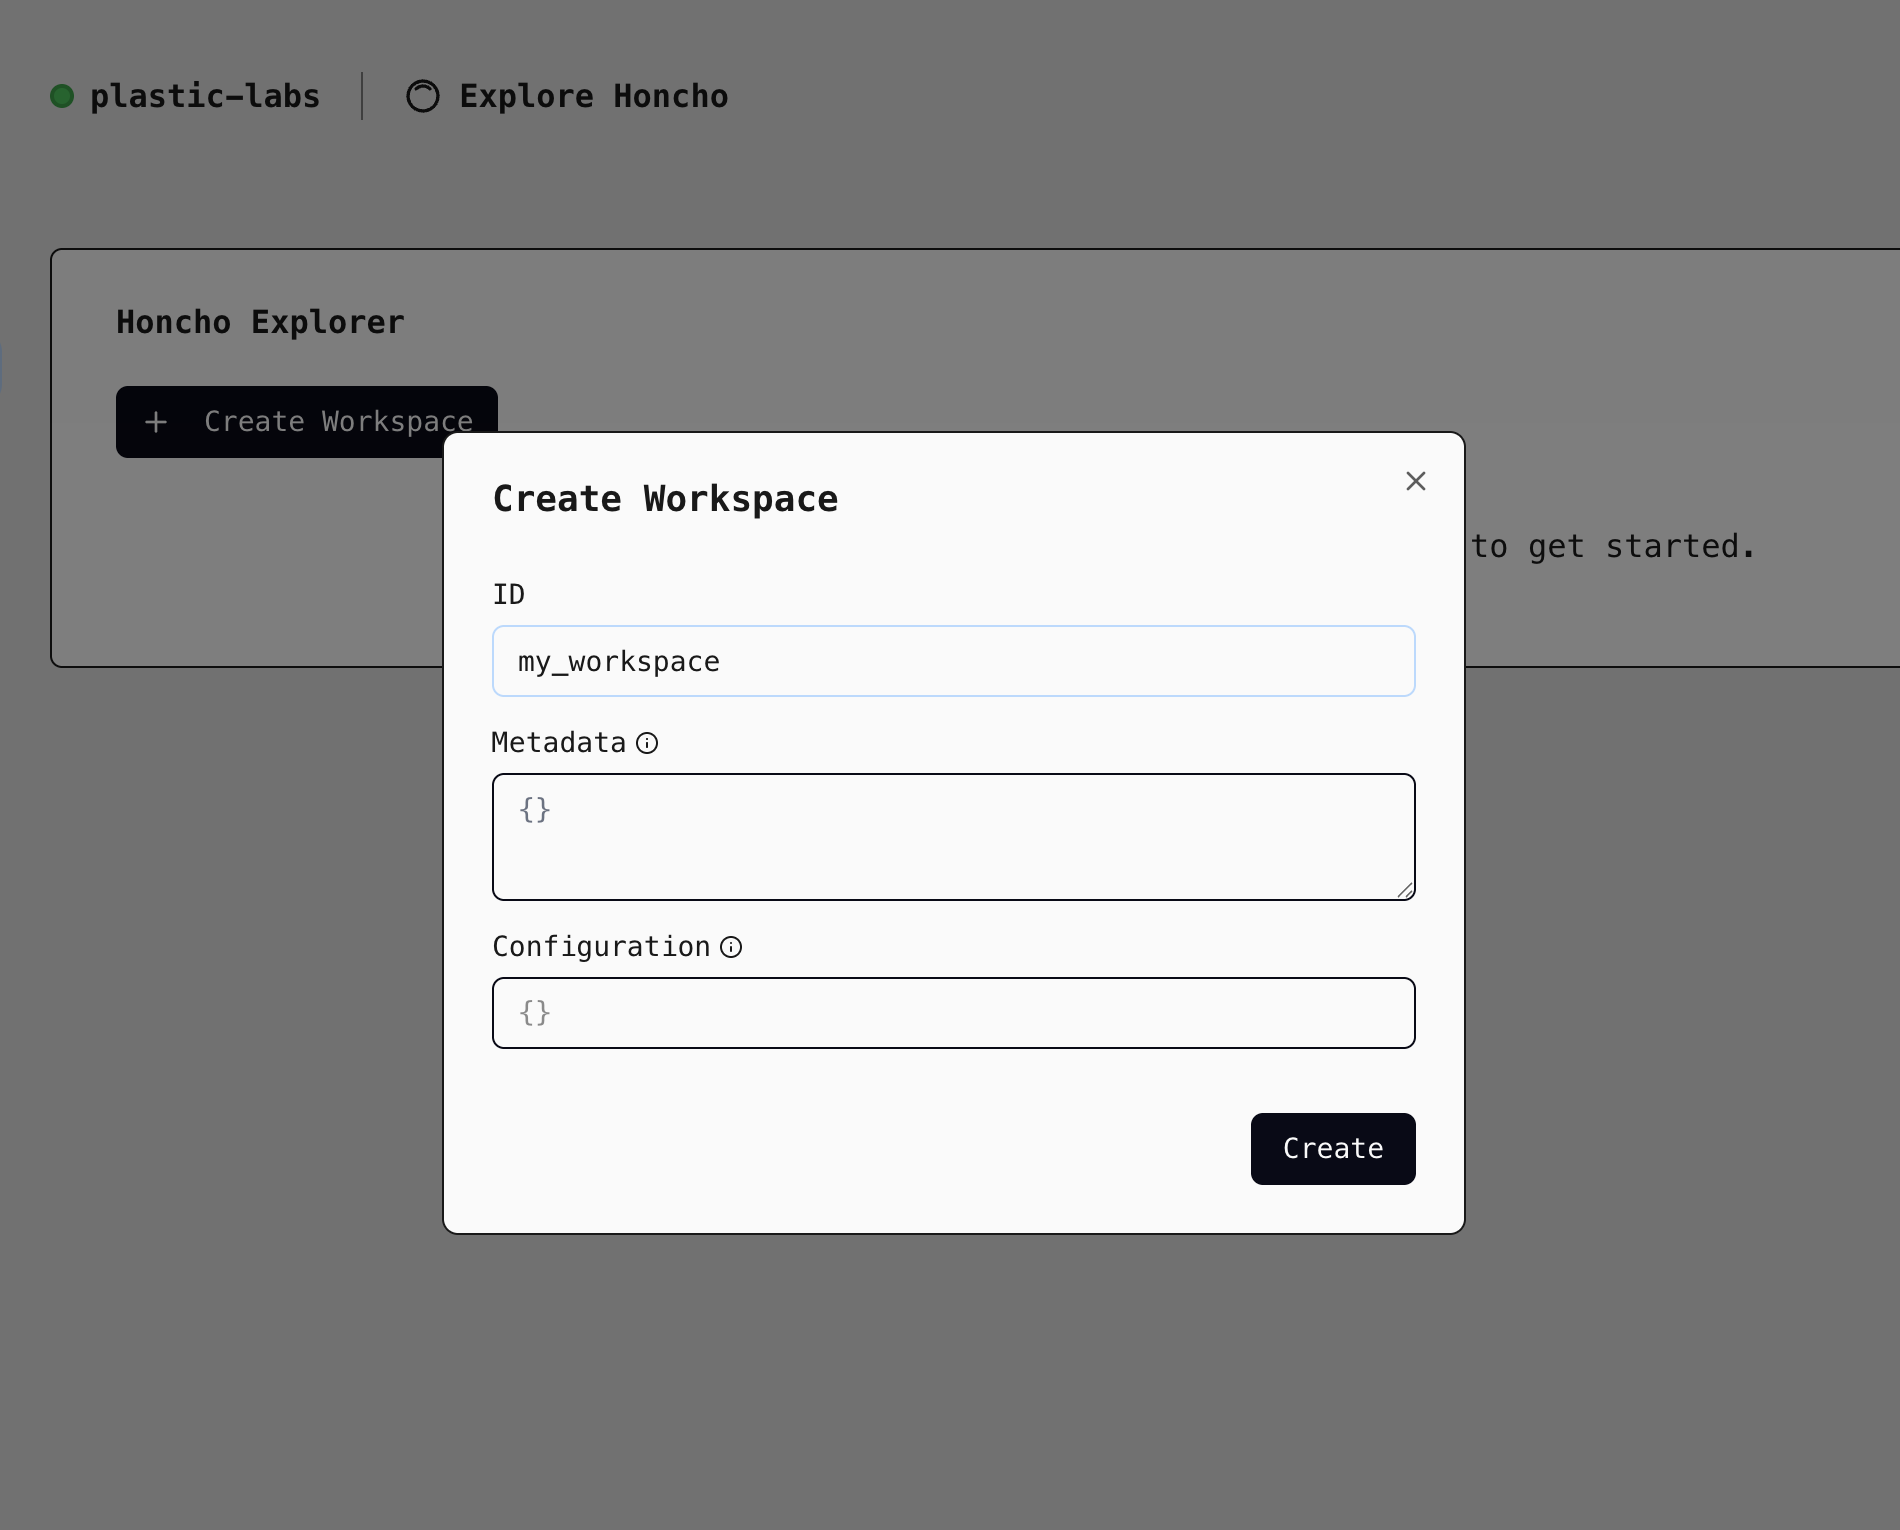 plastic-labs
Explore Honcho
Honcho Explorer
+ Create Workspace
to get started.
Create Workspace
ID
my_workspace
Metadata
{}
Configuration
{}
Create